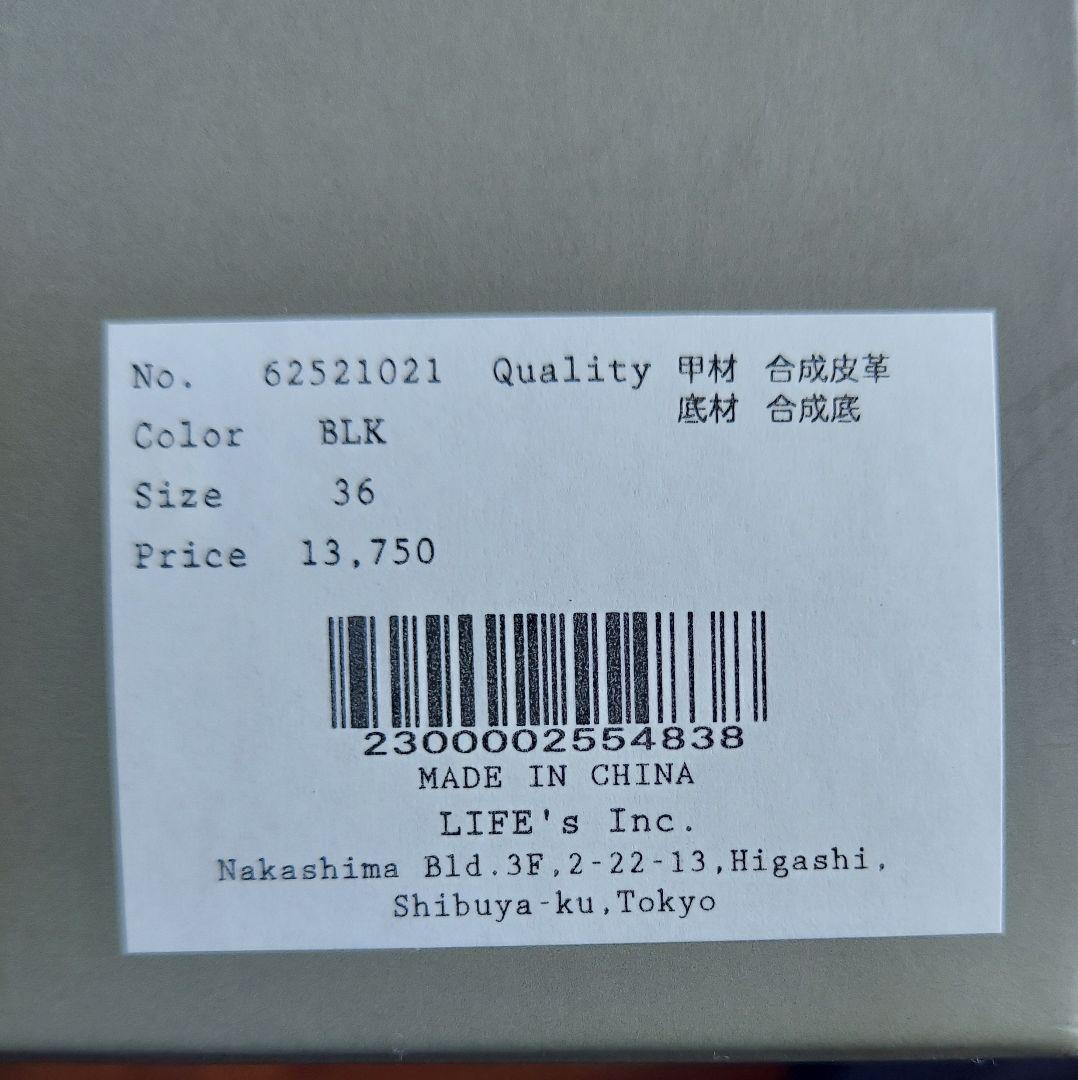 No. 62521021 Quality 甲材 合成皮革
底材 合成底
Color BLK
Size 36
Price 13,750
2300002554838
MADE IN CHINA
LIFE's Inc.
Nakashima Bld.3F,2-22-13,Higashi,
Shibuya-ku,Tokyo